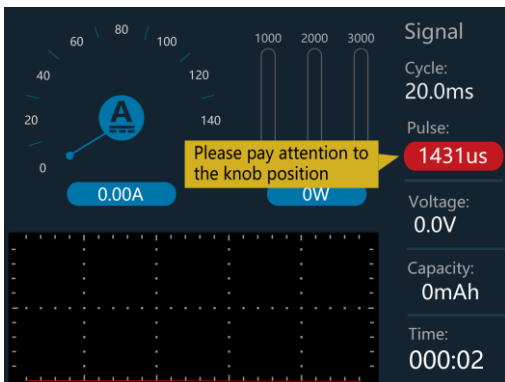 Signal
Cycle:
20.0ms
Pulse:
1431us
Voltage:
0.0V
Capacity:
0mAh
Time:
000:02
0
20
40
60
80
100
120
140
A
0.00A
1000 2000 3000
0W
Please pay attention to
the knob position